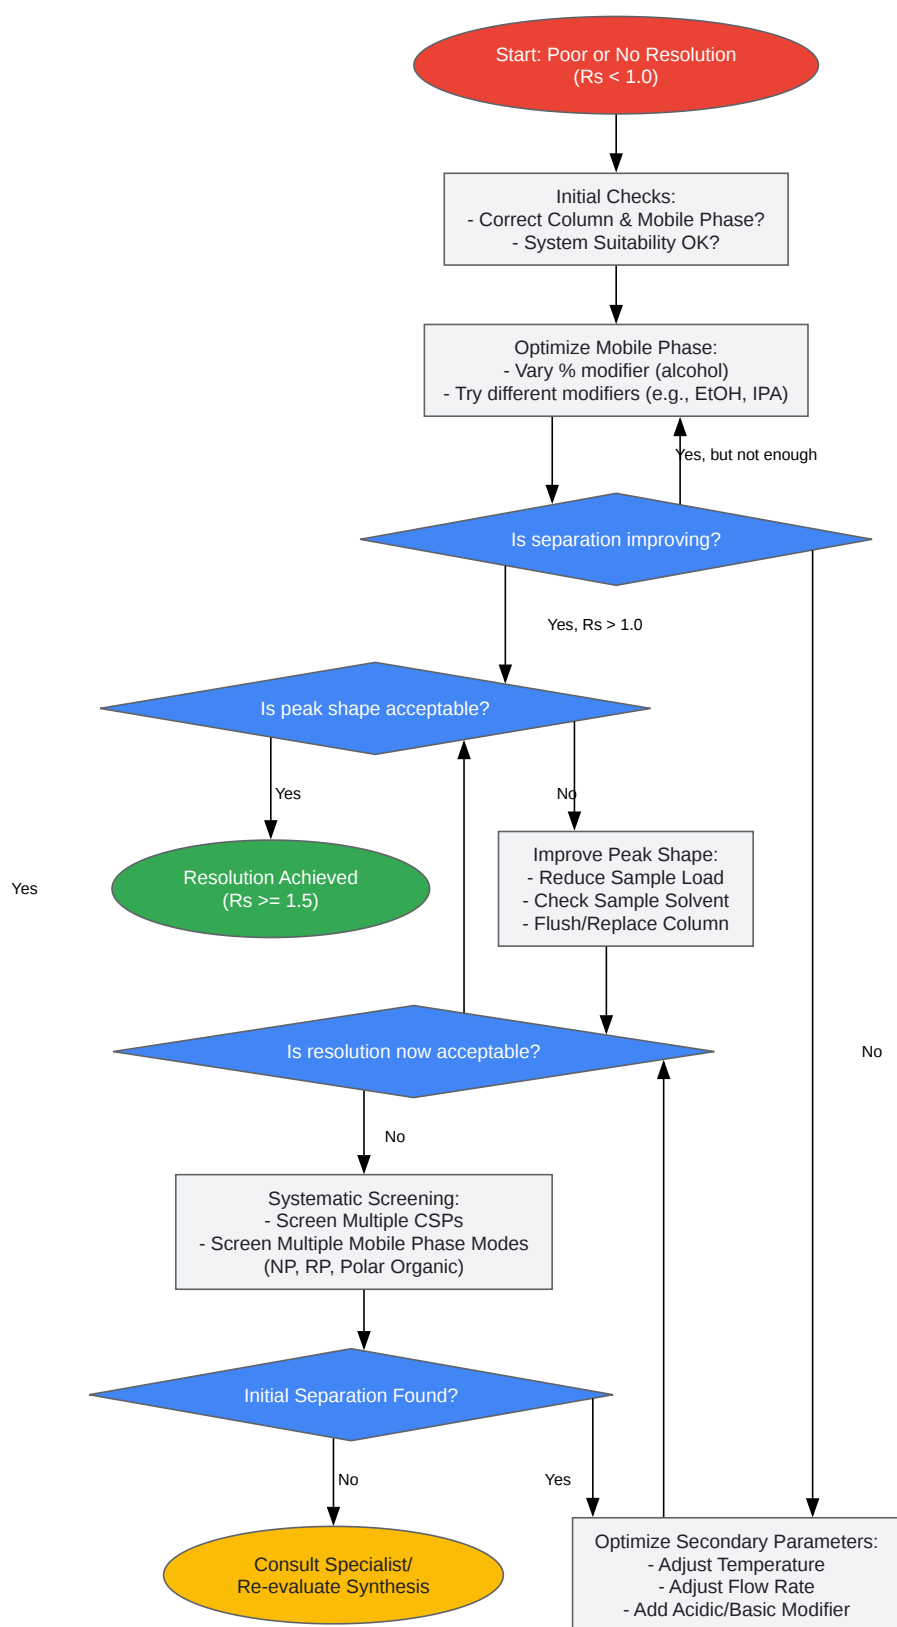 Start: Poor or No Resolution
(Rs < 1.0)
Initial Checks:
- Correct Column & Mobile Phase?
- System Suitability OK?
Optimize Mobile Phase:
- Vary % modifier (alcohol)
- Try different modifiers (e.g., EtOH, IPA)
Yes, but not enough
Is separation improving?
Yes, Rs > 1.0
Is peak shape acceptable?
Yes
No
Improve Peak Shape:
- Reduce Sample Load
- Check Sample Solvent
- Flush/Replace Column
Resolution Achieved
(Rs >= 1.5)
Yes
Is resolution now acceptable?
No
No
Systematic Screening:
- Screen Multiple CSPs
- Screen Multiple Mobile Phase Modes
(NP, RP, Polar Organic)
Initial Separation Found?
No
Yes
Consult Specialist/
Re-evaluate Synthesis
Optimize Secondary Parameters:
- Adjust Temperature
- Adjust Flow Rate
- Add Acidic/Basic Modifier